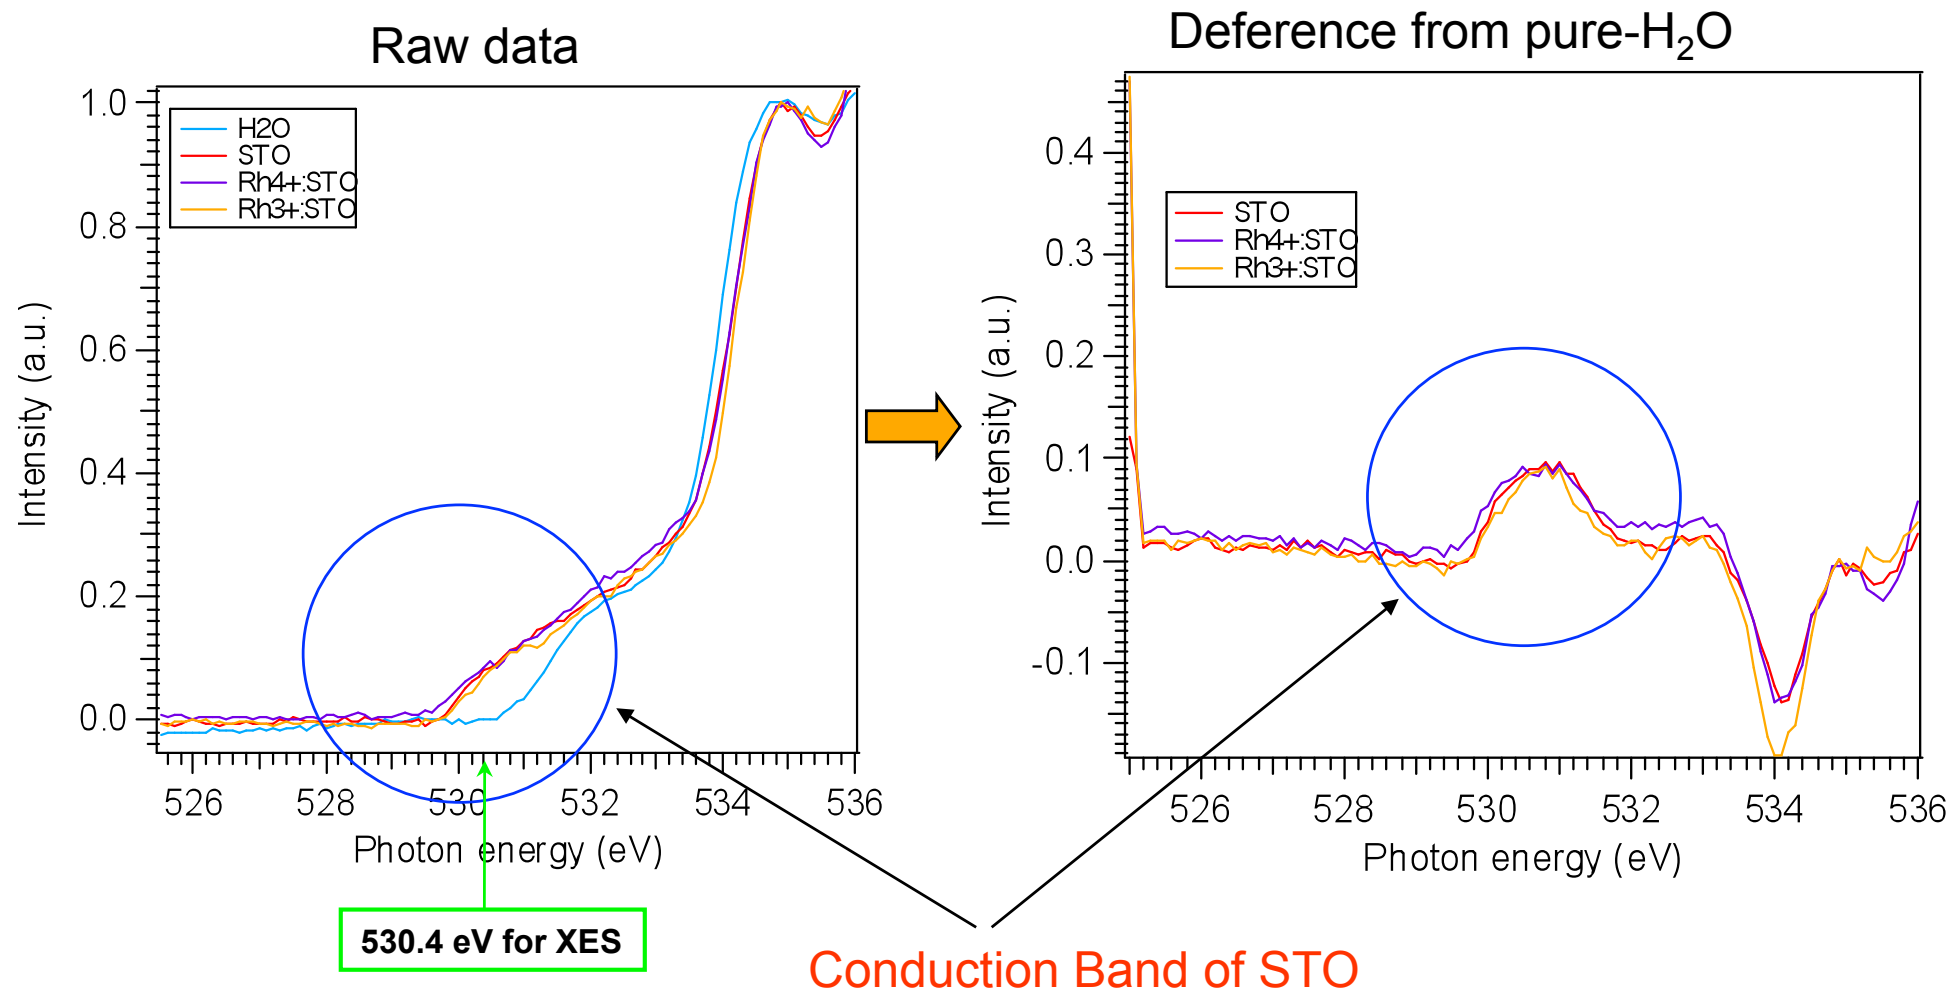 Raw data
Deference from pure-H₂O
1.0
0.8
0.6
0.4
0.2
0.0
Intensity (a.u.)
H2O
STO
Rh4+:STO
Rh3+:STO
526
528
530
532
534
536
Photon energy (eV)
0.4
0.3
0.2
0.1
0.0
-0.1
Intensity (a.u.)
STO
Rh4+:STO
Rh3+:STO
526
528
530
532
534
536
Photon energy (eV)
530.4 eV for XES
Conduction Band of STO